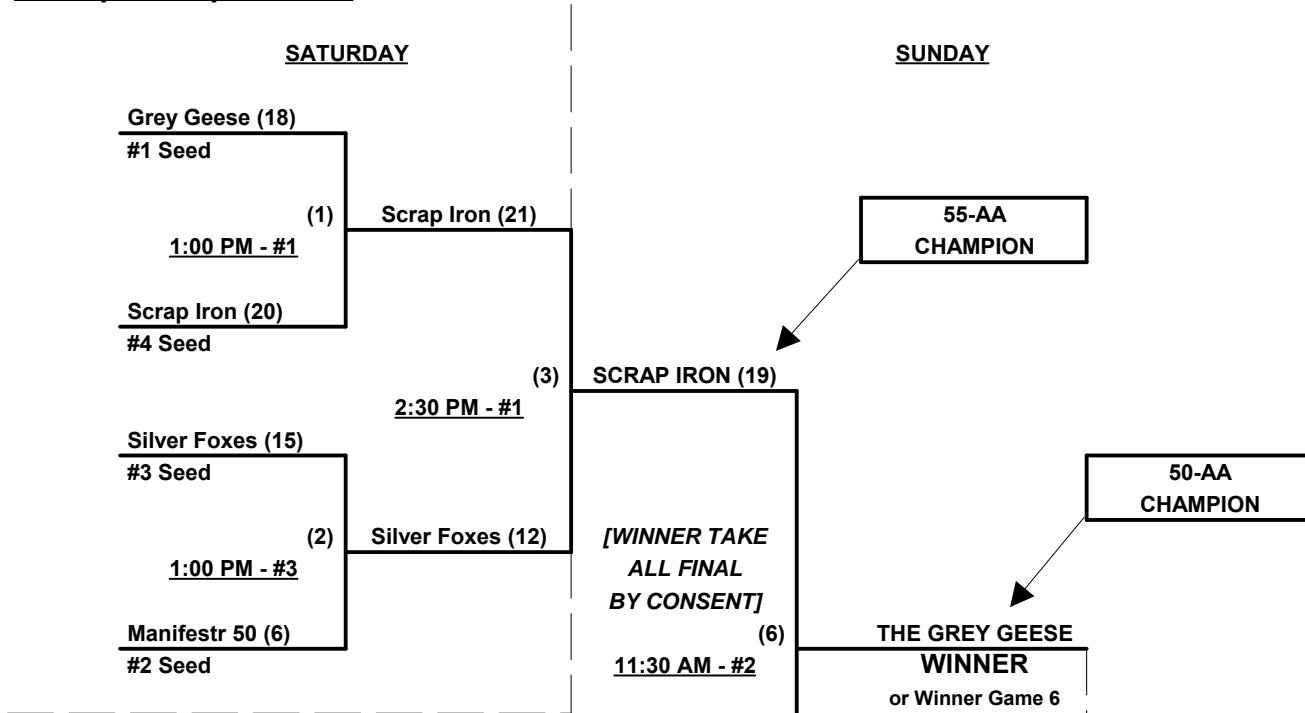 SATURDAY
SUNDAY
Grey Geese (18)
#1 Seed
(1)
Scrap Iron (21)
1:00 PM - #1
55-AA
CHAMPION
Scrap Iron (20)
#4 Seed
(3)
SCRAP IRON (19)
2:30 PM - #1
Silver Foxes (15)
#3 Seed
50-AA
CHAMPION
(2)
Silver Foxes (12)
1:00 PM - #3
[WINNER TAKE
ALL FINAL
BY CONSENT]
Manifestr 50 (6)
#2 Seed
(6)
11:30 AM - #2
THE GREY GEESE
WINNER
or Winner Game 6